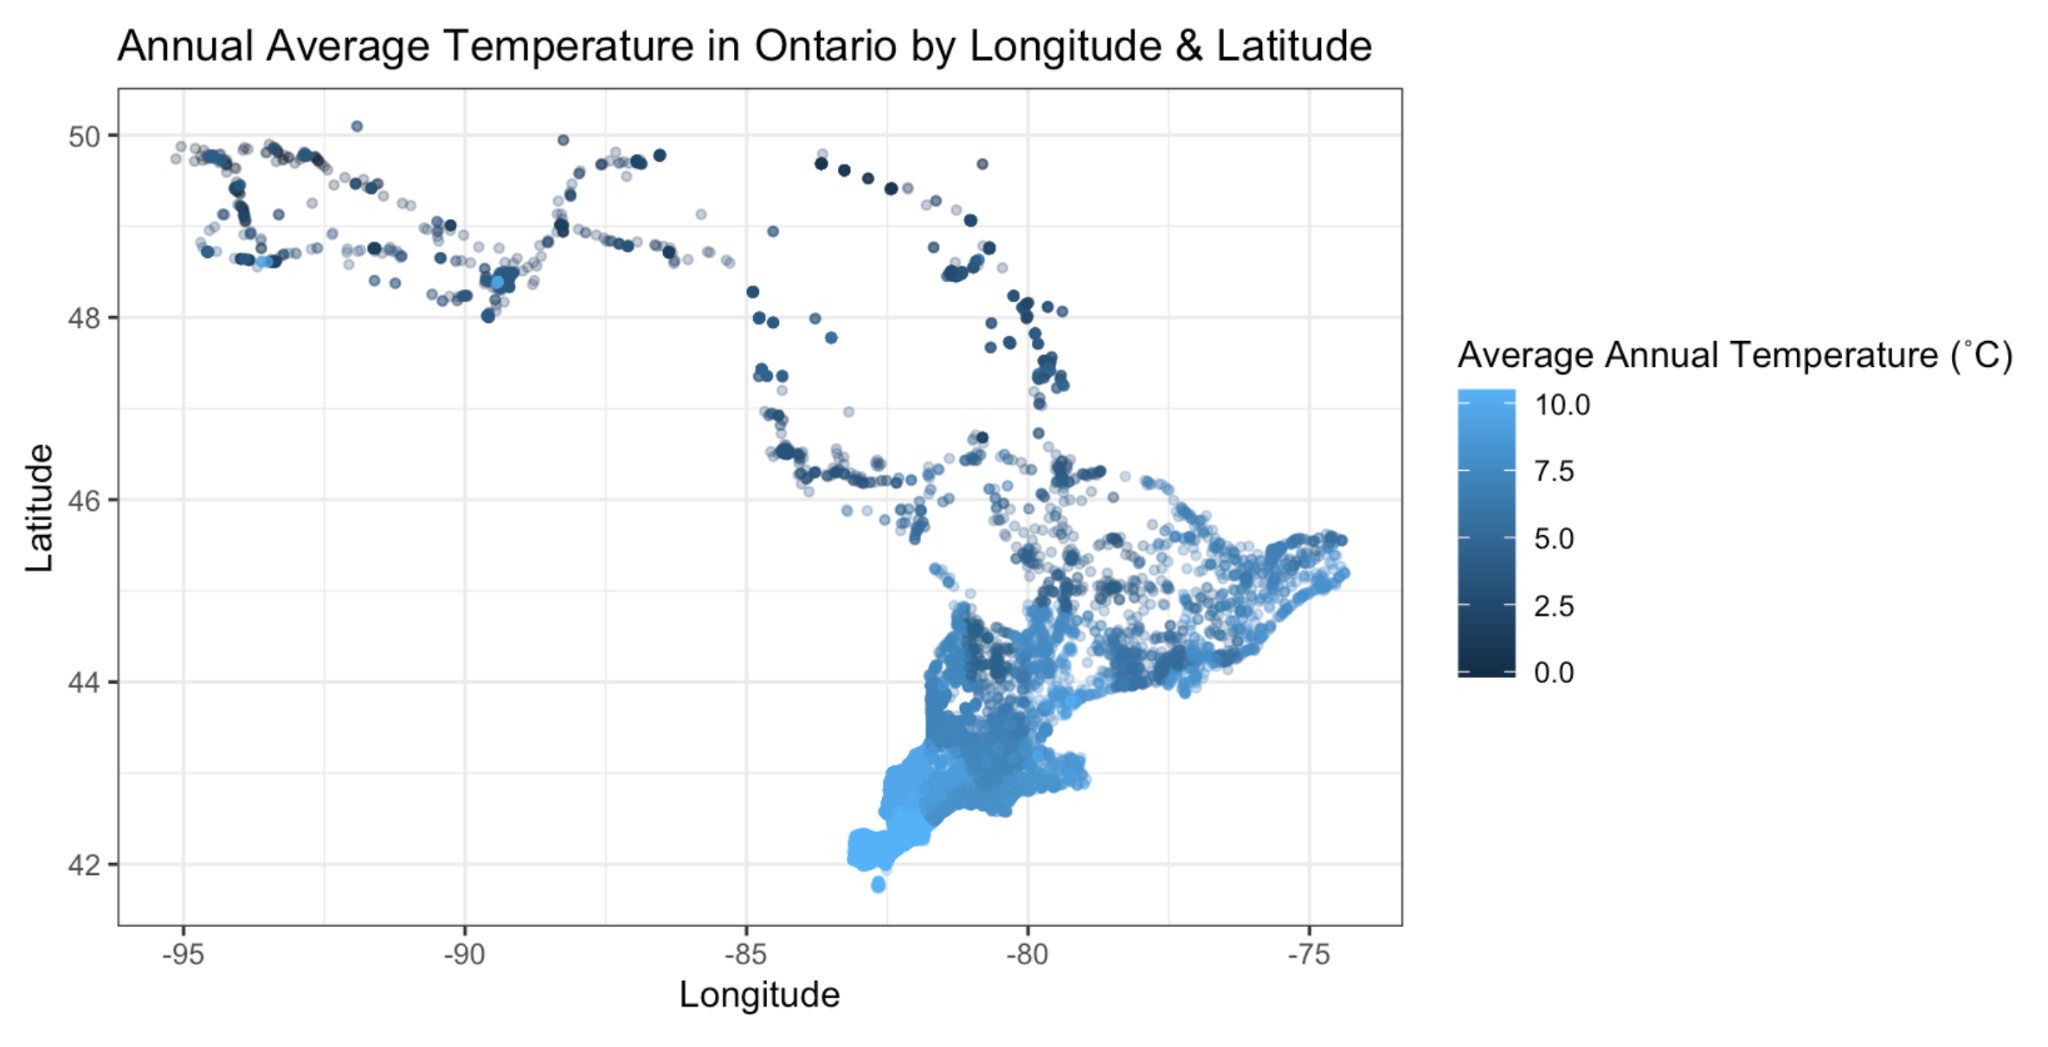 Annual Average Temperature in Ontario by Longitude & Latitude
50
48
46
44
42
Latitude
-95 -90 -85 -80 -75
Longitude
Average Annual Temperature (°C)
10.0
7.5
5.0
2.5
0.0